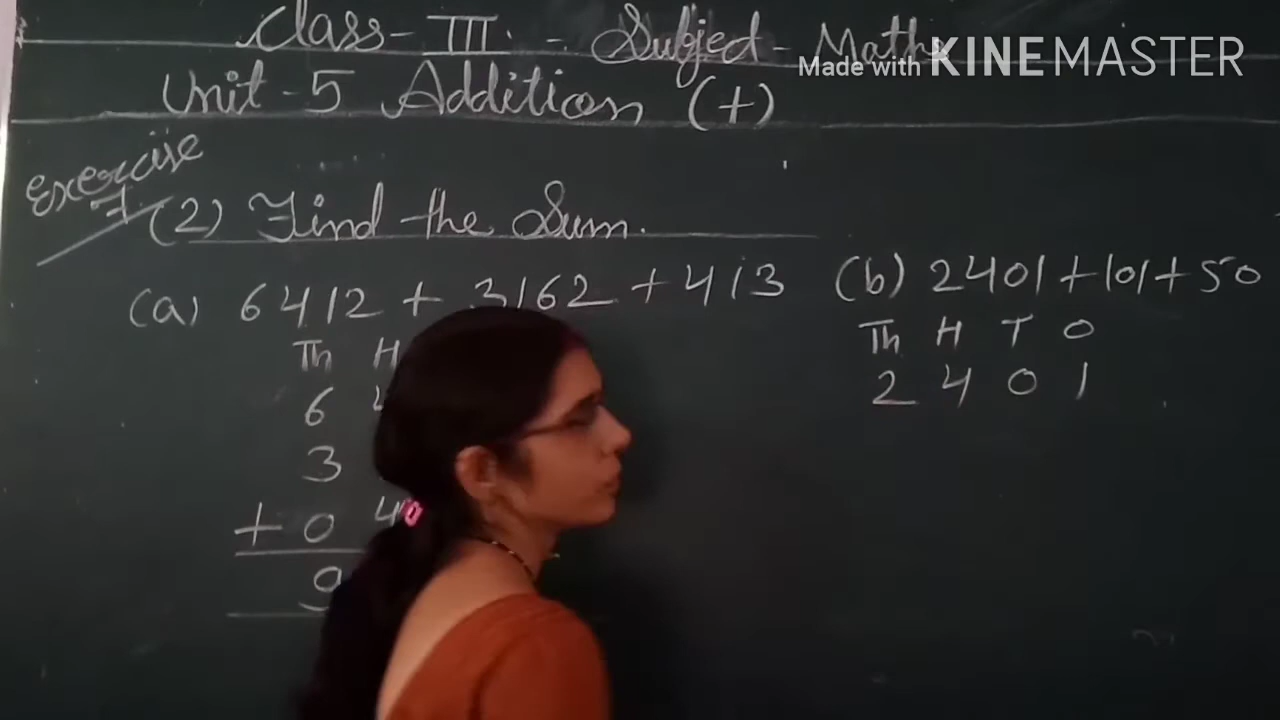 Class - III. - Subject - Maths
Made with KINEMASTER
Unit - 5 Addition (+)
Exercise
(2) Find the Sum.
(a) 6412 + 3162 + 413
Th H
6 4
3
+ 0 4
9
(b) 2401 + 101 + 50
Th H T O
2 4 0 1